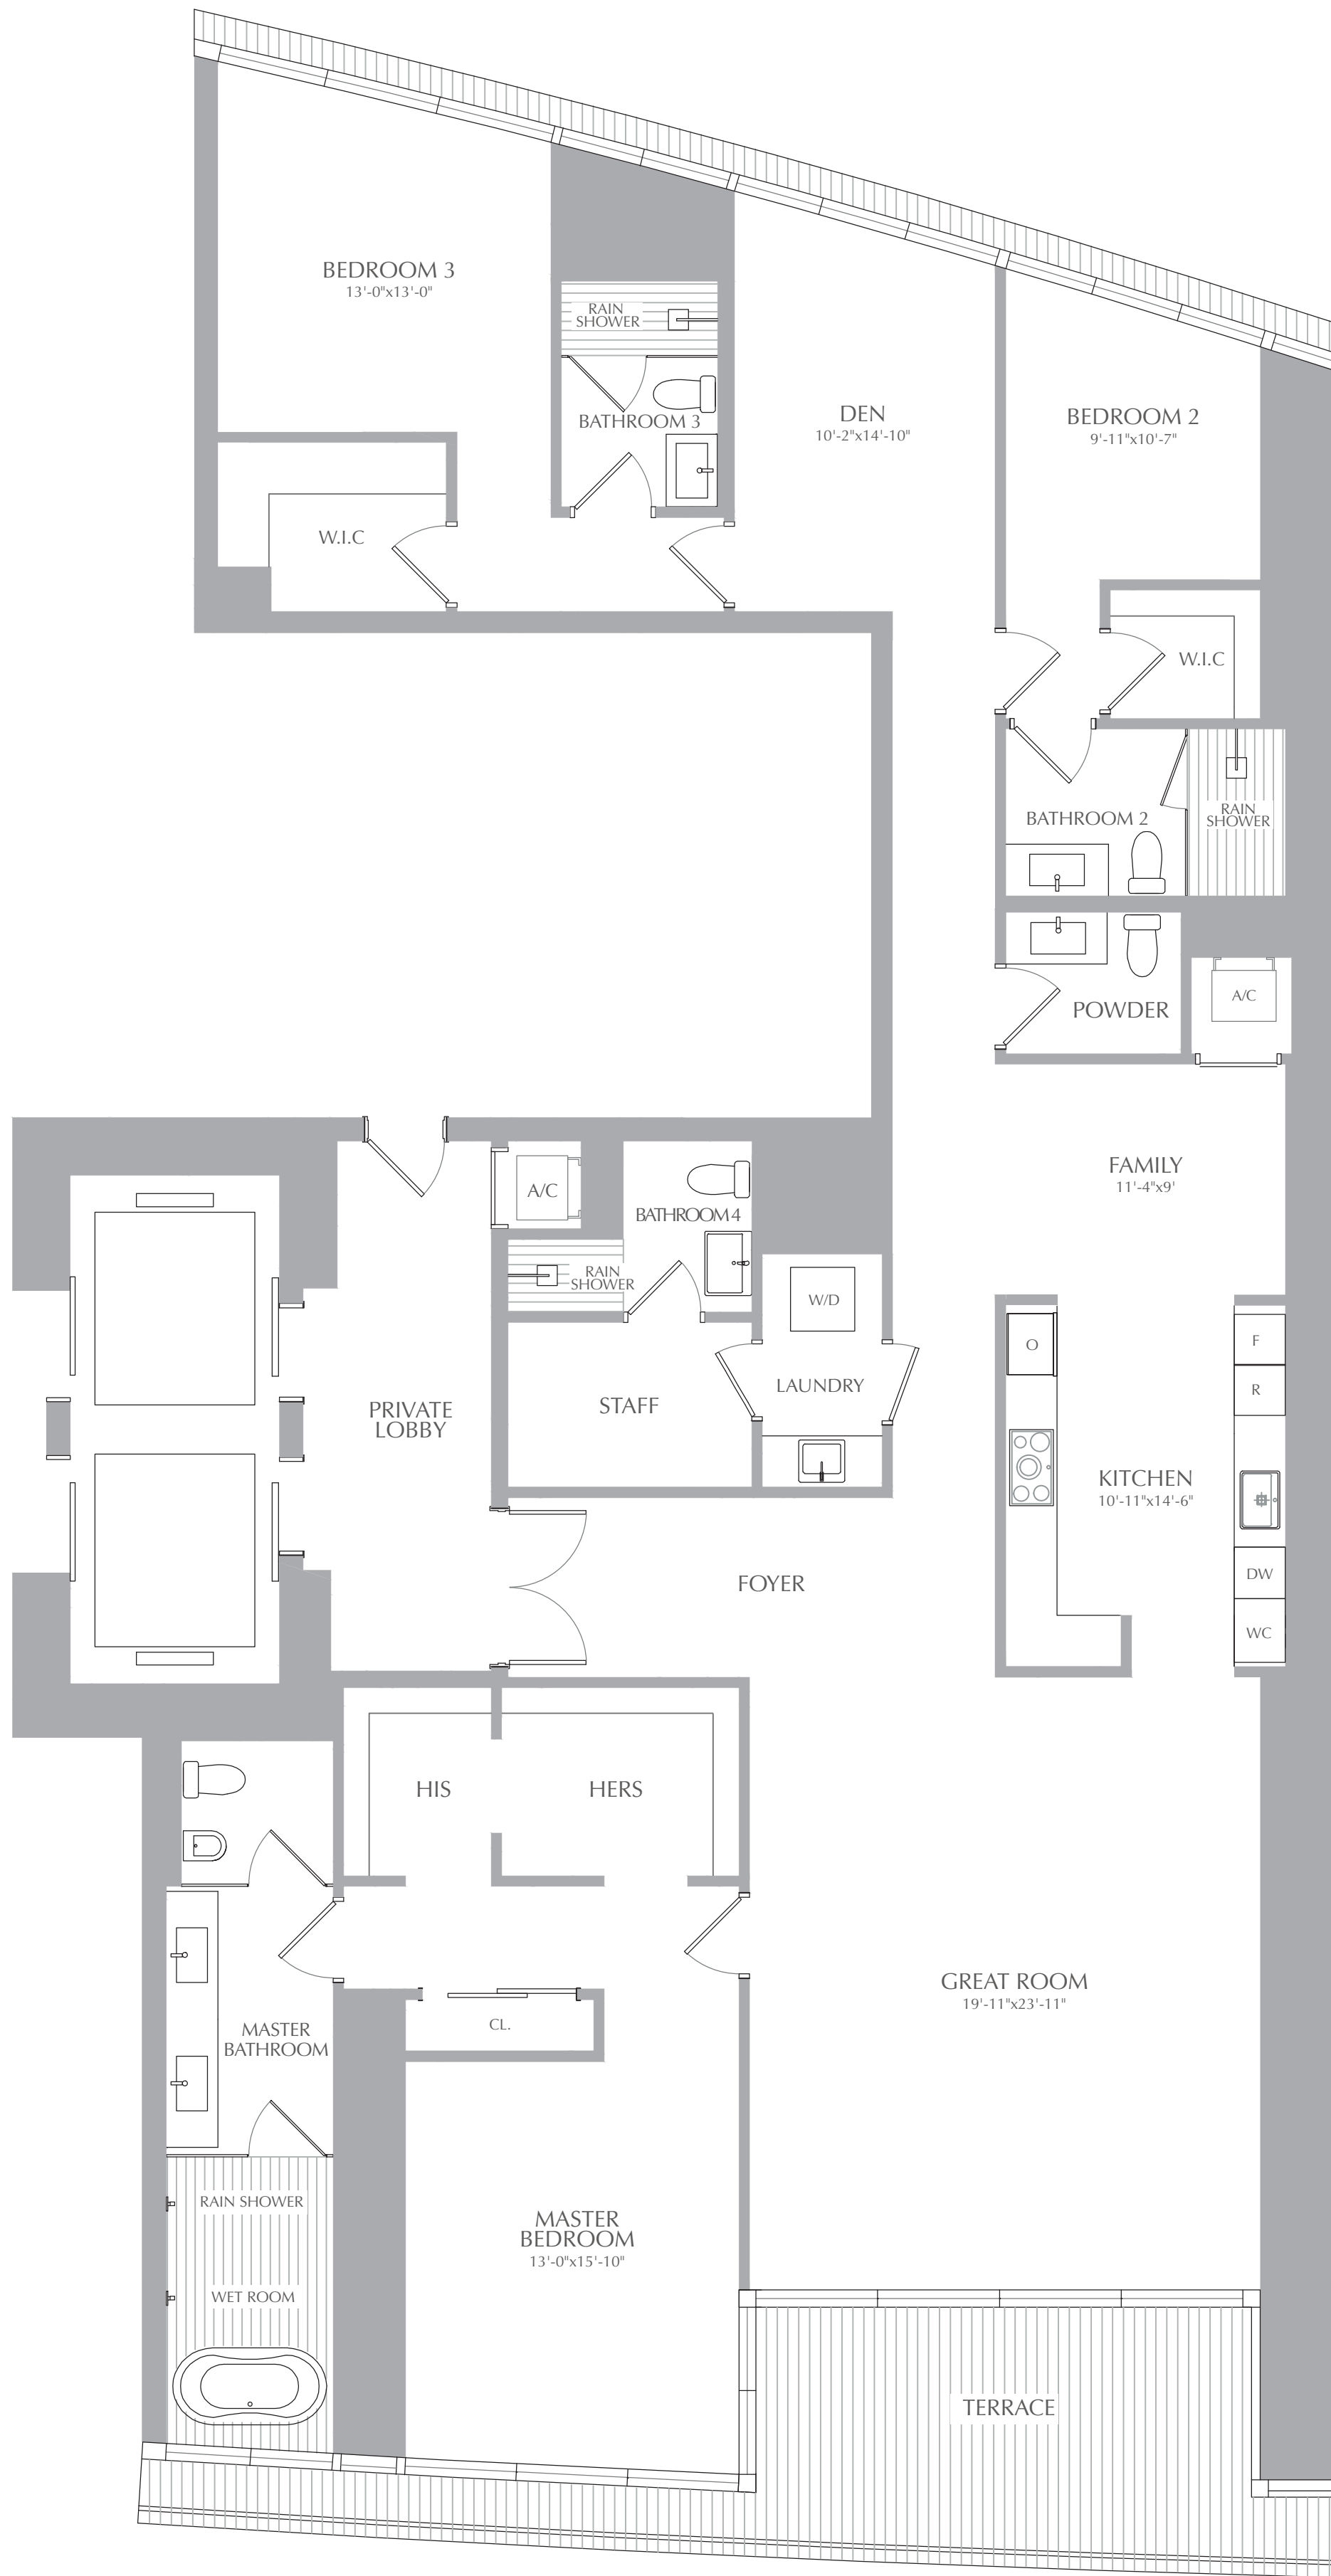 BEDROOM 3
13'-0"x13'-0"
RAIN
SHOWER
BATHROOM 3
DEN
10'-2"x14'-10"
BEDROOM 2
9'-11"x10'-7"
W.I.C
W.I.C
BATHROOM 2
RAIN
SHOWER
POWDER
A/C
FAMILY
11'-4"x9'
A/C
BATHROOM 4
RAIN
SHOWER
W/D
LAUNDRY
STAFF
PRIVATE
LOBBY
O
F
R
KITCHEN
10'-11"x14'-6"
DW
WC
FOYER
HIS
HERS
GREAT ROOM
19'-11"x23'-11"
CL.
MASTER
BATHROOM
RAIN SHOWER
WET ROOM
MASTER
BEDROOM
13'-0"x15'-10"
TERRACE